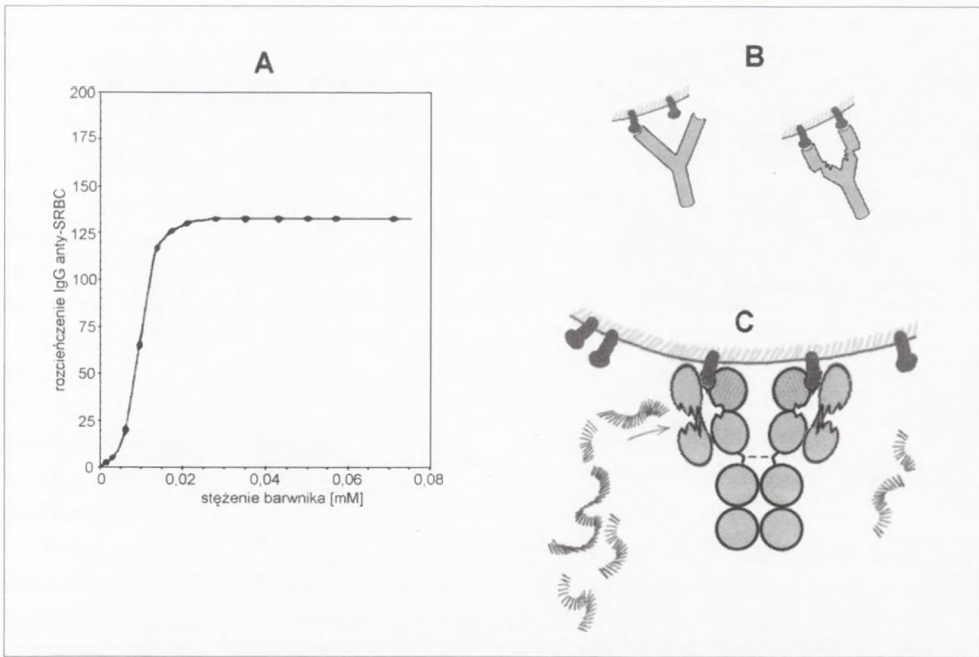 A
200
175
150
125
100
75
50
25
0
rozcieńczenie IgG anty-SRBC
0 0,02 0,04 0,06 0,08
stężenie barwnika [mM]
B
C